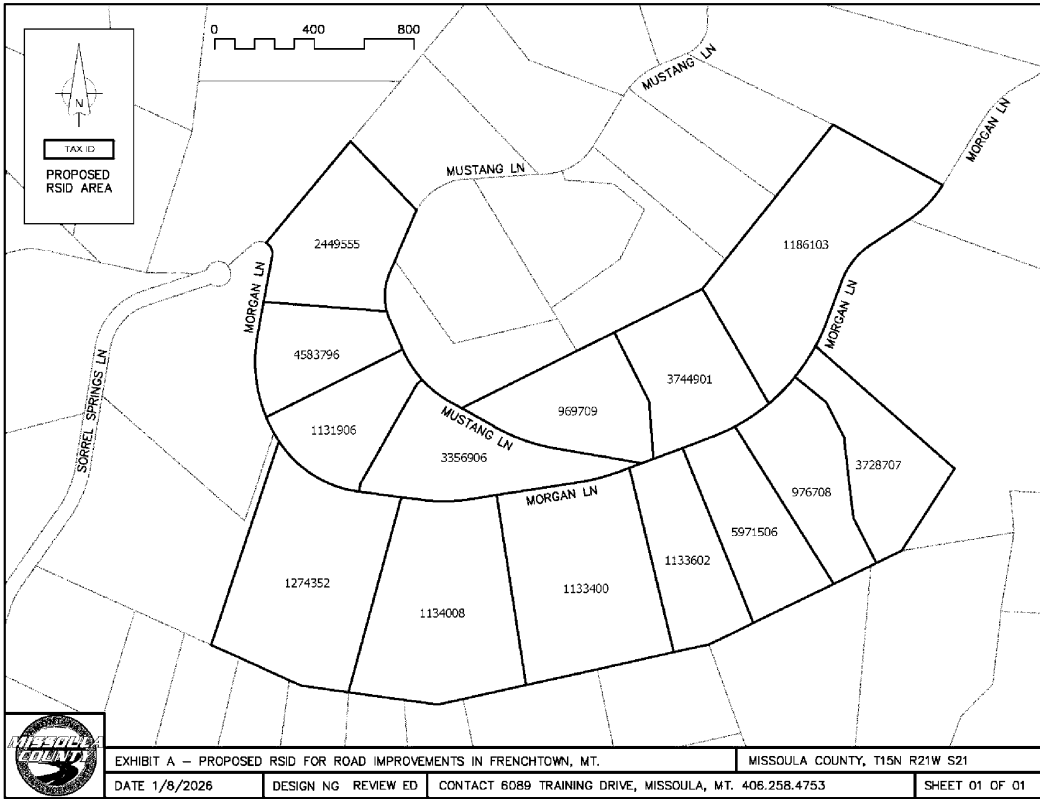 0 400 800
N
TAX ID
PROPOSED
RSID AREA
MUSTANG LN
MORGAN LN
MUSTANG LN
2449555
1186103
MORGAN LN
MORGAN LN
4583796
3744901
SORREL SPRINGS LN
969709
1131906
MUSTANG LN
3356906
3728707
976708
MORGAN LN
5971506
1133602
1274352
1133400
1134008
MISSOULA
COUNTY
EXHIBIT A – PROPOSED RSID FOR ROAD IMPROVEMENTS IN FRENCHTOWN, MT.
MISSOULA COUNTY, T15N R21W S21
DATE 1/8/2026
DESIGN NG REVIEW ED
CONTACT 6089 TRAINING DRIVE, MISSOULA, MT. 406.258.4753
SHEET 01 OF 01